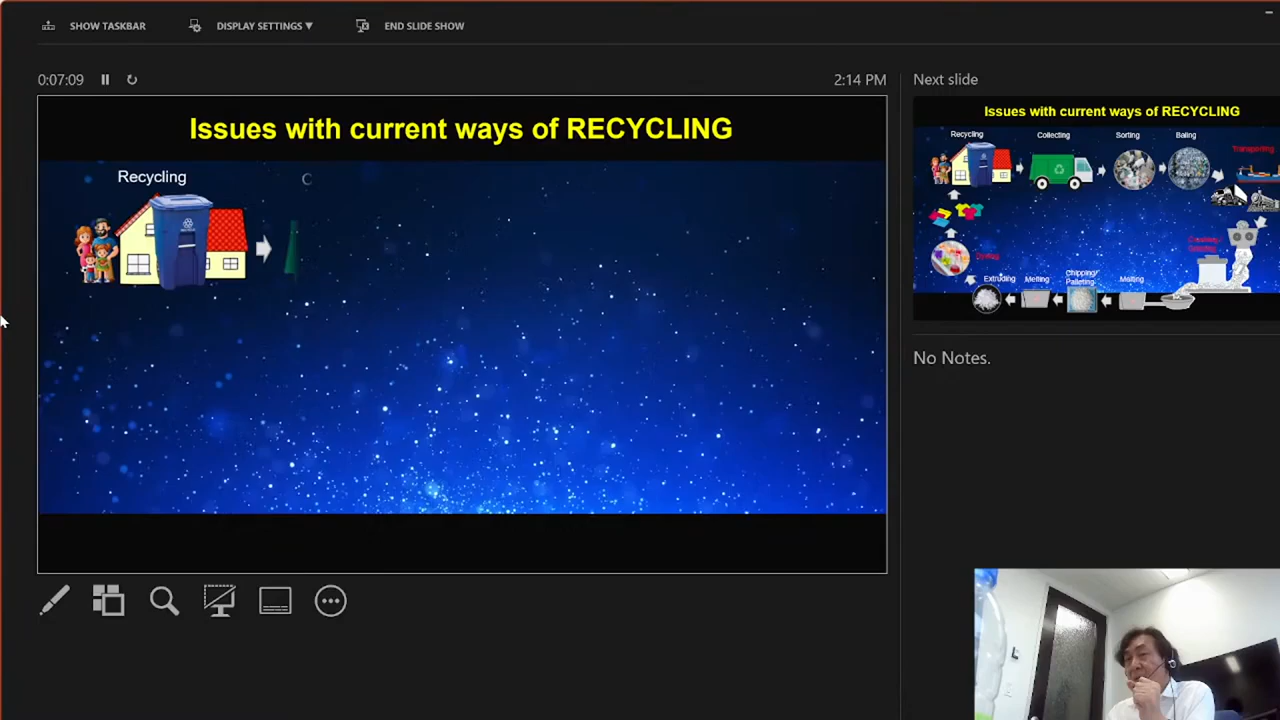 SHOW TASKBAR
DISPLAY SETTINGS ▼
END SLIDE SHOW
0:07:09
2:14 PM
Issues with current ways of RECYCLING
Recycling
C
Next slide
Issues with current ways of RECYCLING
Recycling
Collecting
Sorting
Baling
Transporting
Dyeing
Extruding
Melting
Chipping/
Palleting
Melting
No Notes.